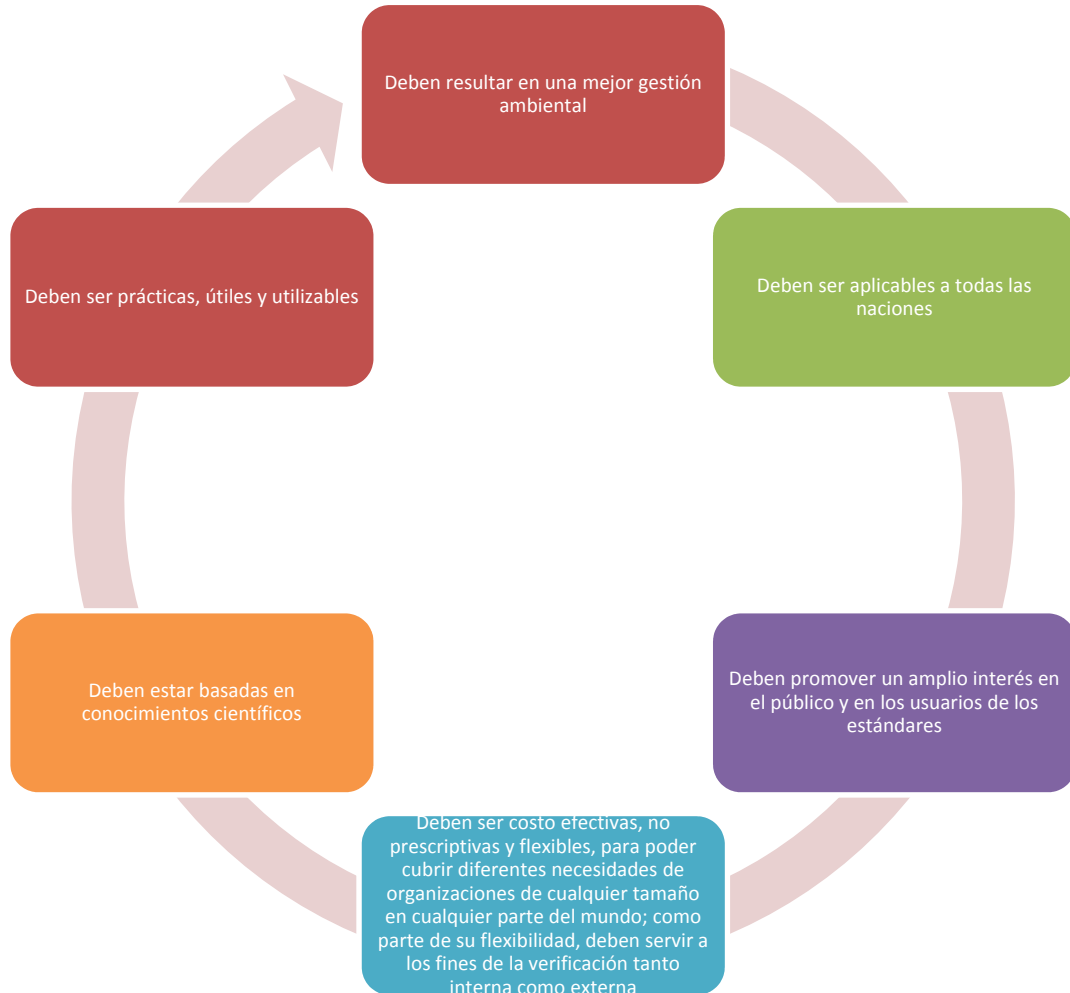 Deben resultar en una mejor gestión
ambiental
Deben ser aplicables a todas las
naciones
Deben promover un amplio interés en
el público y en los usuarios de los
estándares
Deben ser costo efectivas, no
prescriptivas y flexibles, para poder
cubrir diferentes necesidades de
organizaciones de cualquier tamaño
en cualquier parte del mundo; como
parte de su flexibilidad, deben servir a
los fines de la verificación tanto
interna como externa
Deben estar basadas en
conocimientos científicos
Deben ser prácticas, útiles y utilizables